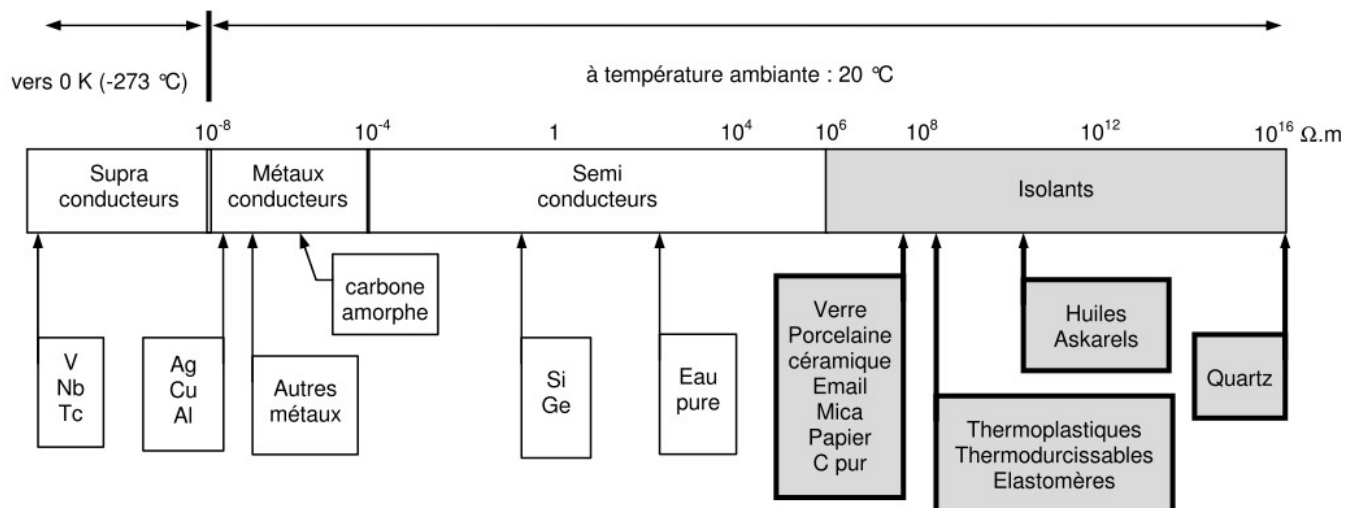 vers 0 K (-273 °C)
à température ambiante : 20 °C
10-8
10-4
1
104
106
108
1012
1016 Ω.m
Supra
conducteurs
Métaux
conducteurs
Semi
conducteurs
Isolants
carbone
amorphe
V
Nb
Tc
Ag
Cu
Al
Autres
métaux
Si
Ge
Eau
pure
Verre
Porcelaine
céramique
Email
Mica
Papier
C pur
Huiles
Askarels
Quartz
Thermoplastiques
Thermodurcissables
Elastomères